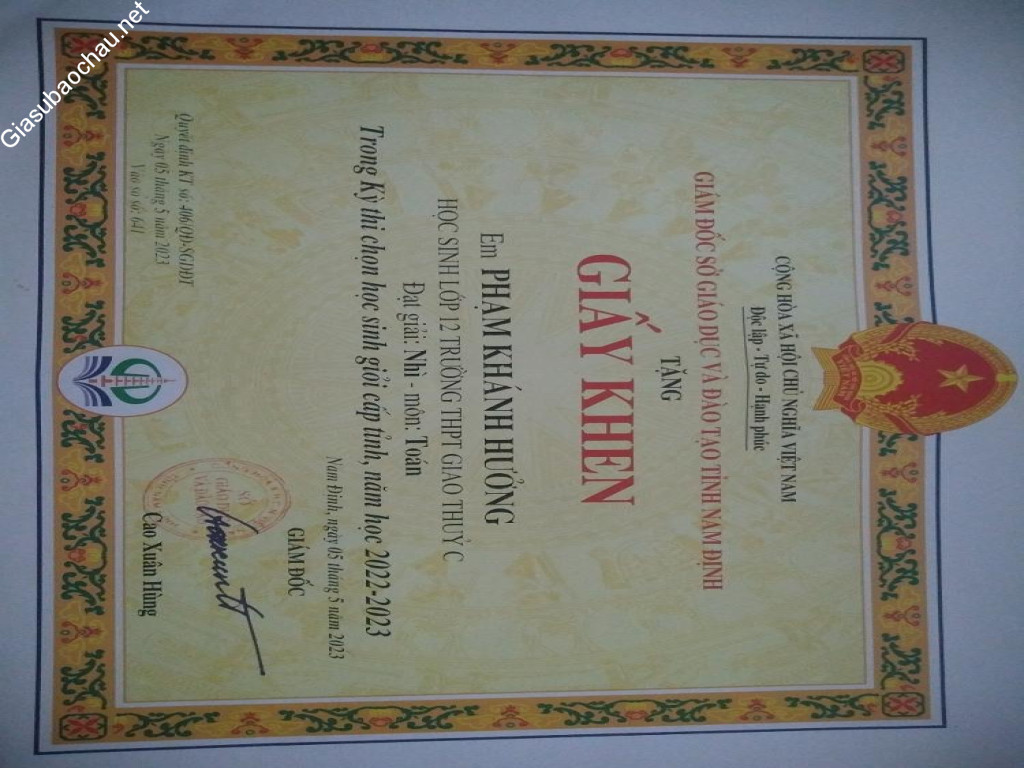 Giasubaochau.net
CỘNG HÒA XÃ HỘI CHỦ NGHĨA VIỆT NAM
Độc lập - Tự do - Hạnh phúc
GIÁM ĐỐC SỞ GIÁO DỤC VÀ ĐÀO TẠO TỈNH NAM ĐỊNH
TẶNG
GIẤY KHEN
Em PHẠM KHÁNH HƯỞNG
HỌC SINH LỚP 12 TRƯỜNG THPT GIAO THUỶ C
Đạt giải: Nhì - môn: Toán
Trong Kỳ thi chọn học sinh giỏi cấp tỉnh, năm học 2022-2023
Nam Định, ngày 05 tháng 5 năm 2023
GIÁM ĐỐC
SỞ
GIÁO
Cao Xuân Hùng
Quyết định KT số: 406/QĐ-SGDĐT
Ngày 05 tháng 5 năm 2023
Vào sổ số: 641